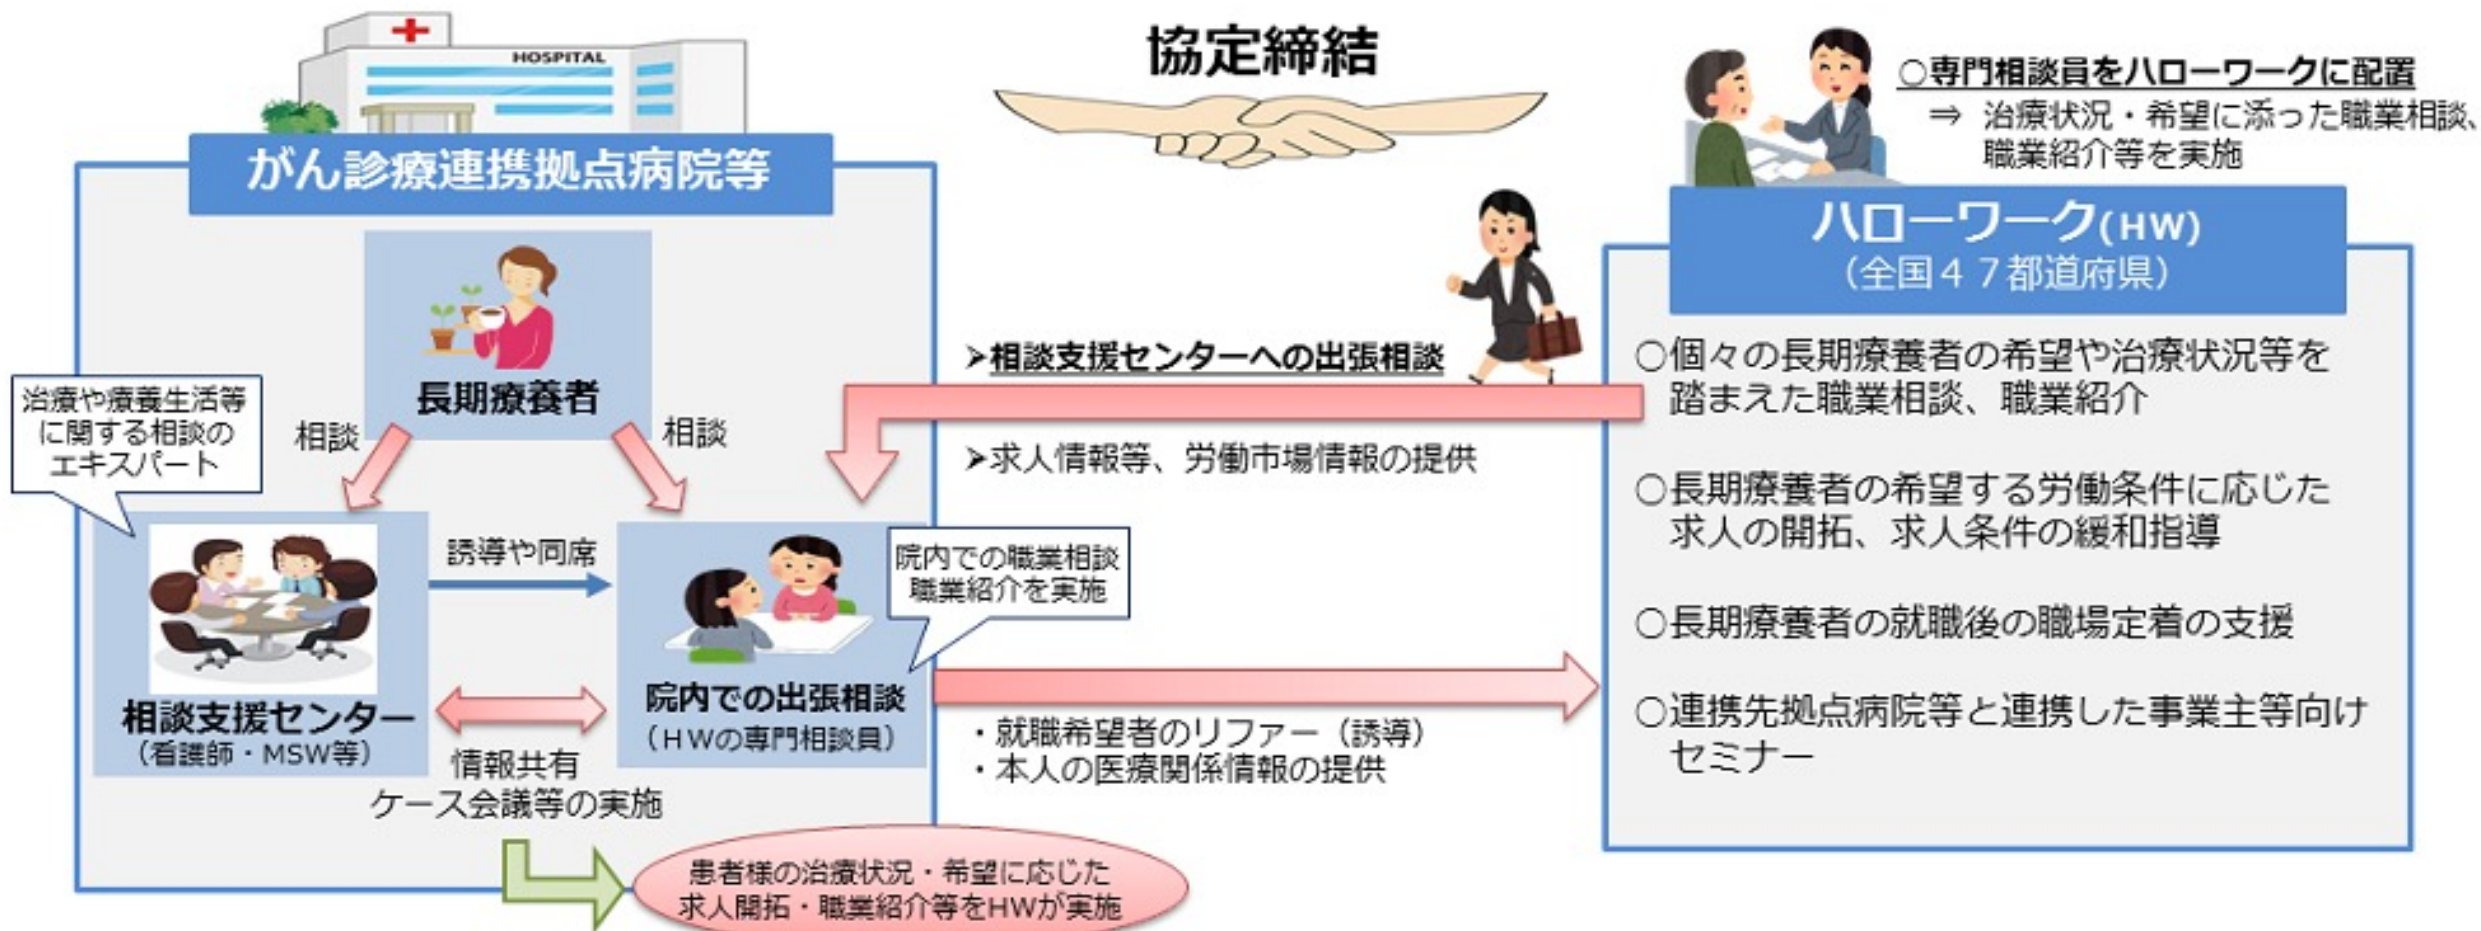 HOSPITAL
がん診療連携拠点病院等
長期療養者
治療や療養生活等
に関する相談の
エキスパート
相談
相談
誘導や同席
相談支援センター
（看護師・MSW等）
情報共有
ケース会議等の実施
院内での出張相談
（HWの専門相談員）
院内での職業相談
職業紹介を実施
患者様の治療状況・希望に応じた
求人開拓・職業紹介等をHWが実施
協定締結
➢相談支援センターへの出張相談
➢求人情報等、労働市場情報の提供
・就職希望者のリファー（誘導）
・本人の医療関係情報の提供
○専門相談員をハローワークに配置
⇒ 治療状況・希望に添った職業相談、
職業紹介等を実施
ハローワーク(HW)
（全国４７都道府県）
○個々の長期療養者の希望や治療状況等を
踏まえた職業相談、職業紹介
○長期療養者の希望する労働条件に応じた
求人の開拓、求人条件の緩和指導
○長期療養者の就職後の職場定着の支援
○連携先拠点病院等と連携した事業主等向け
セミナー